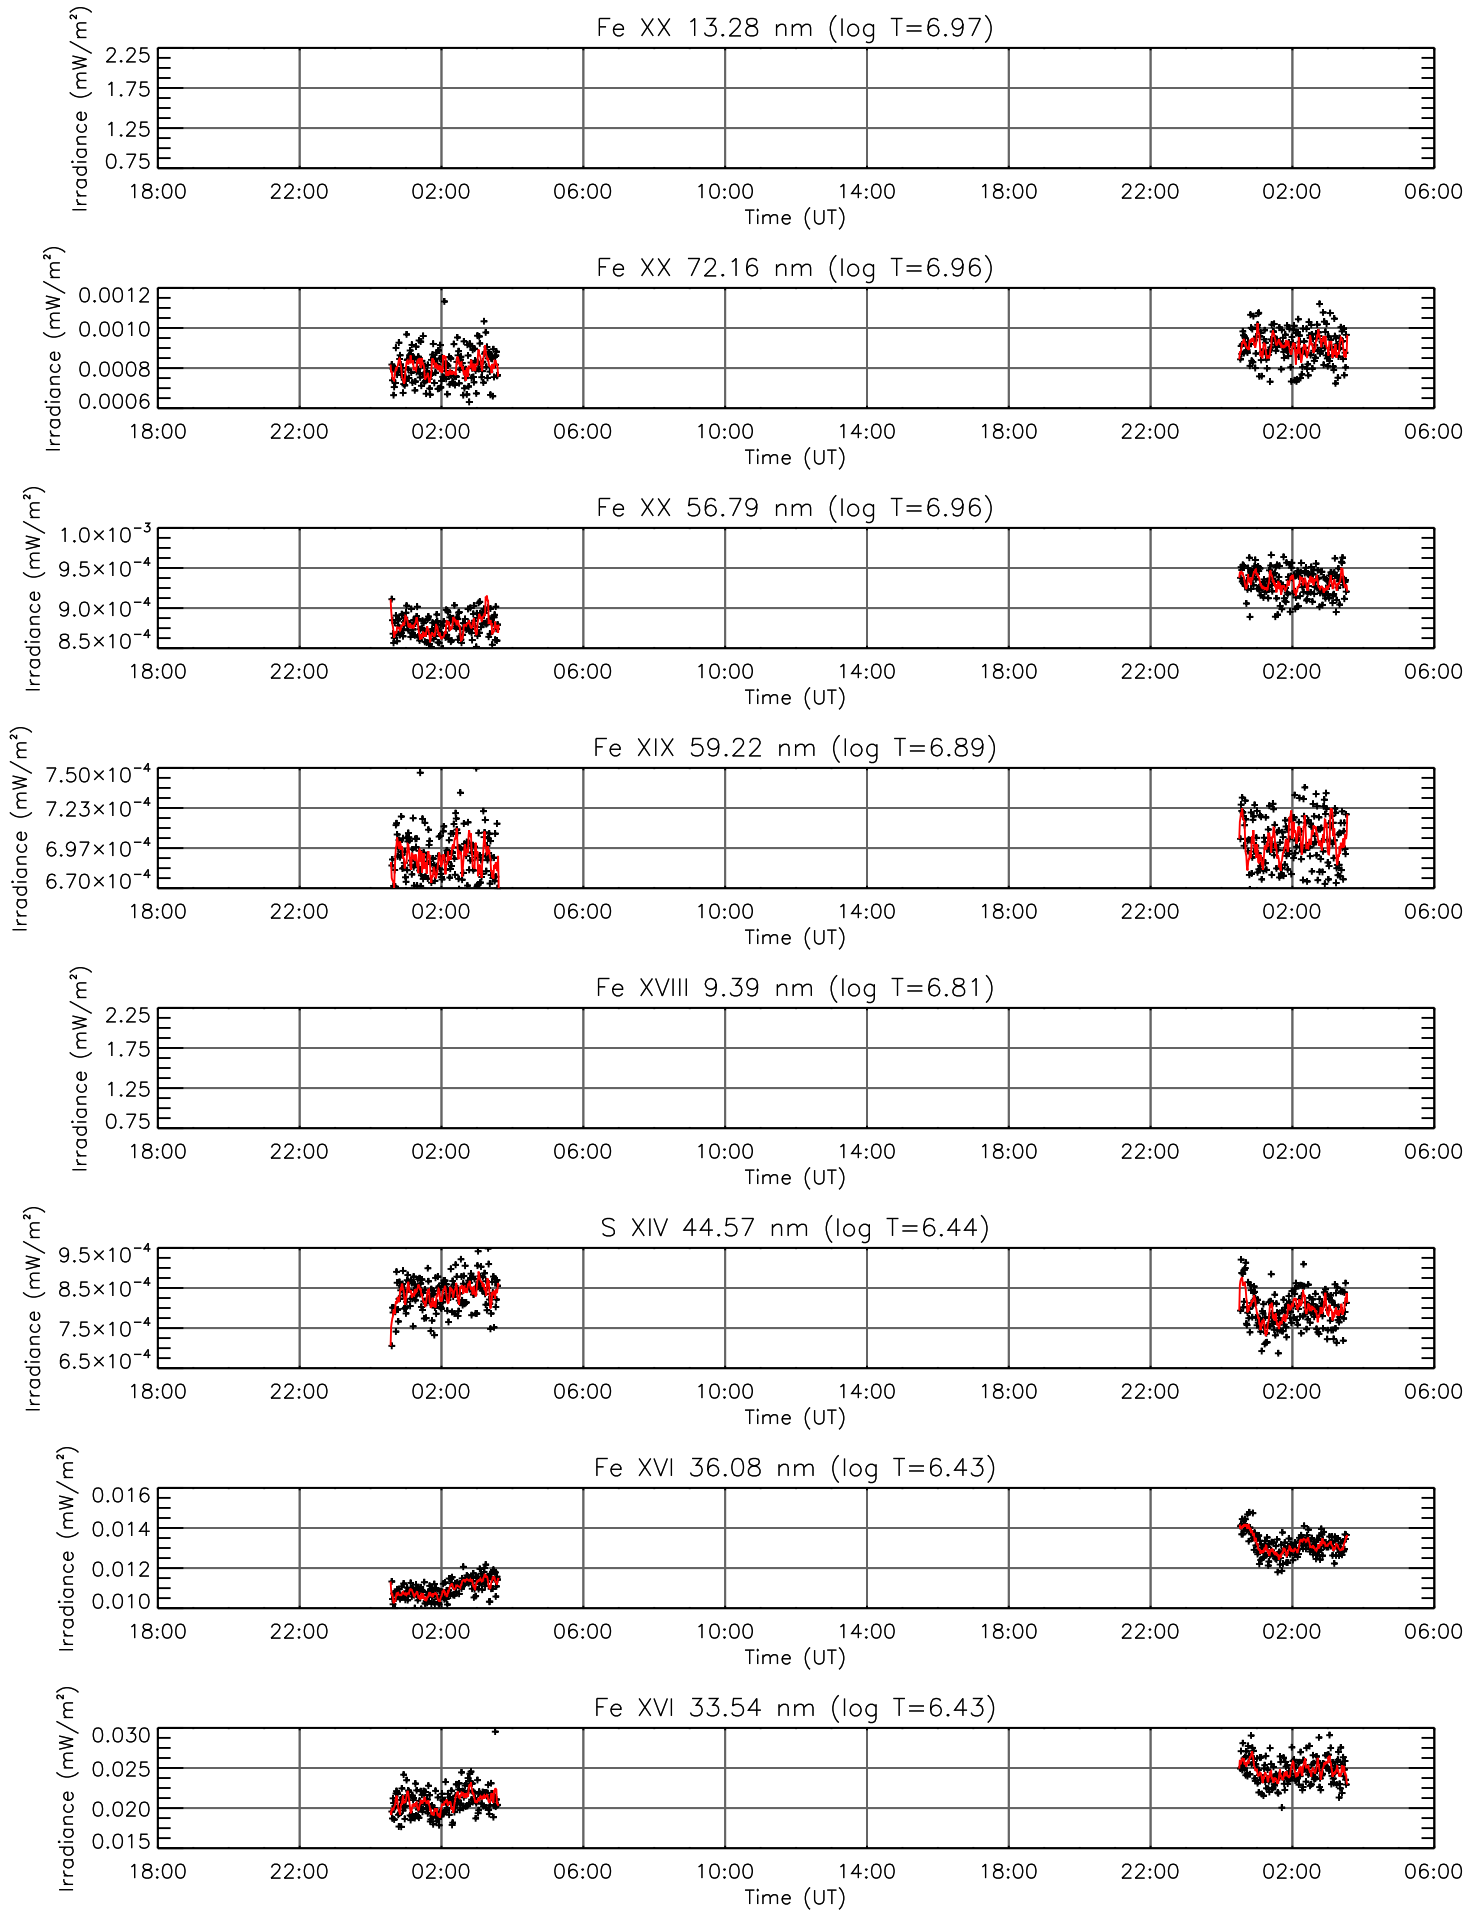 Fe XX 13.28 nm (log T=6.97)
Irradiance (mW/m²)
2.25
1.75
1.25
0.75
18:00 22:00 02:00 06:00 10:00 14:00 18:00 22:00 02:00 06:00
Time (UT)
Fe XX 72.16 nm (log T=6.96)
Irradiance (mW/m²)
0.0012
0.0010
0.0008
0.0006
18:00 22:00 02:00 06:00 10:00 14:00 18:00 22:00 02:00 06:00
Time (UT)
Fe XX 56.79 nm (log T=6.96)
Irradiance (mW/m²)
1.0×10⁻³
9.5×10⁻⁴
9.0×10⁻⁴
8.5×10⁻⁴
18:00 22:00 02:00 06:00 10:00 14:00 18:00 22:00 02:00 06:00
Time (UT)
Fe XIX 59.22 nm (log T=6.89)
Irradiance (mW/m²)
7.50×10⁻⁴
7.23×10⁻⁴
6.97×10⁻⁴
6.70×10⁻⁴
18:00 22:00 02:00 06:00 10:00 14:00 18:00 22:00 02:00 06:00
Time (UT)
Fe XVIII 9.39 nm (log T=6.81)
Irradiance (mW/m²)
2.25
1.75
1.25
0.75
18:00 22:00 02:00 06:00 10:00 14:00 18:00 22:00 02:00 06:00
Time (UT)
S XIV 44.57 nm (log T=6.44)
Irradiance (mW/m²)
9.5×10⁻⁴
8.5×10⁻⁴
7.5×10⁻⁴
6.5×10⁻⁴
18:00 22:00 02:00 06:00 10:00 14:00 18:00 22:00 02:00 06:00
Time (UT)
Fe XVI 36.08 nm (log T=6.43)
Irradiance (mW/m²)
0.016
0.014
0.012
0.010
18:00 22:00 02:00 06:00 10:00 14:00 18:00 22:00 02:00 06:00
Time (UT)
Fe XVI 33.54 nm (log T=6.43)
Irradiance (mW/m²)
0.030
0.025
0.020
0.015
18:00 22:00 02:00 06:00 10:00 14:00 18:00 22:00 02:00 06:00
Time (UT)